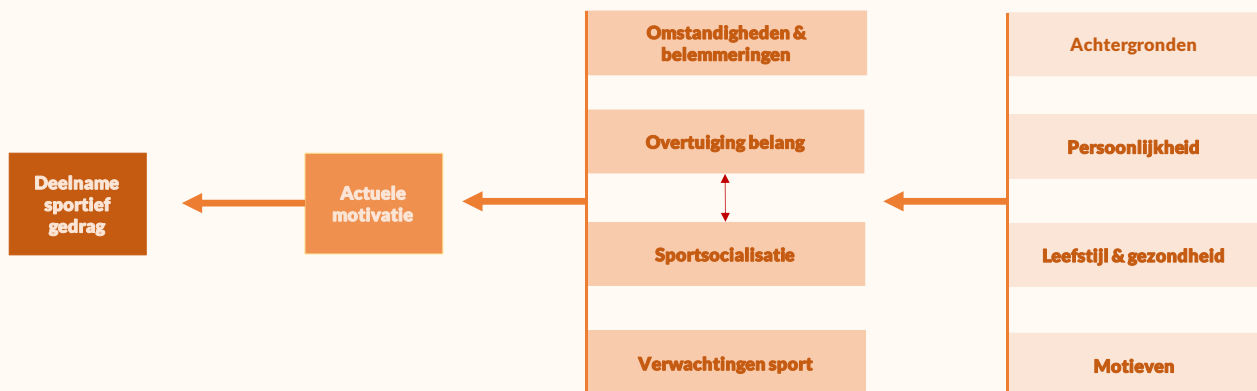 Deelname
sportief
gedrag
Actuele
motivatie
Omstandigheden &
belemmeringen
Overtuiging belang
Sportsocialisatie
Verwachtingen sport
Achtergronden
Persoonlijkheid
Leefstijl & gezondheid
Motieven